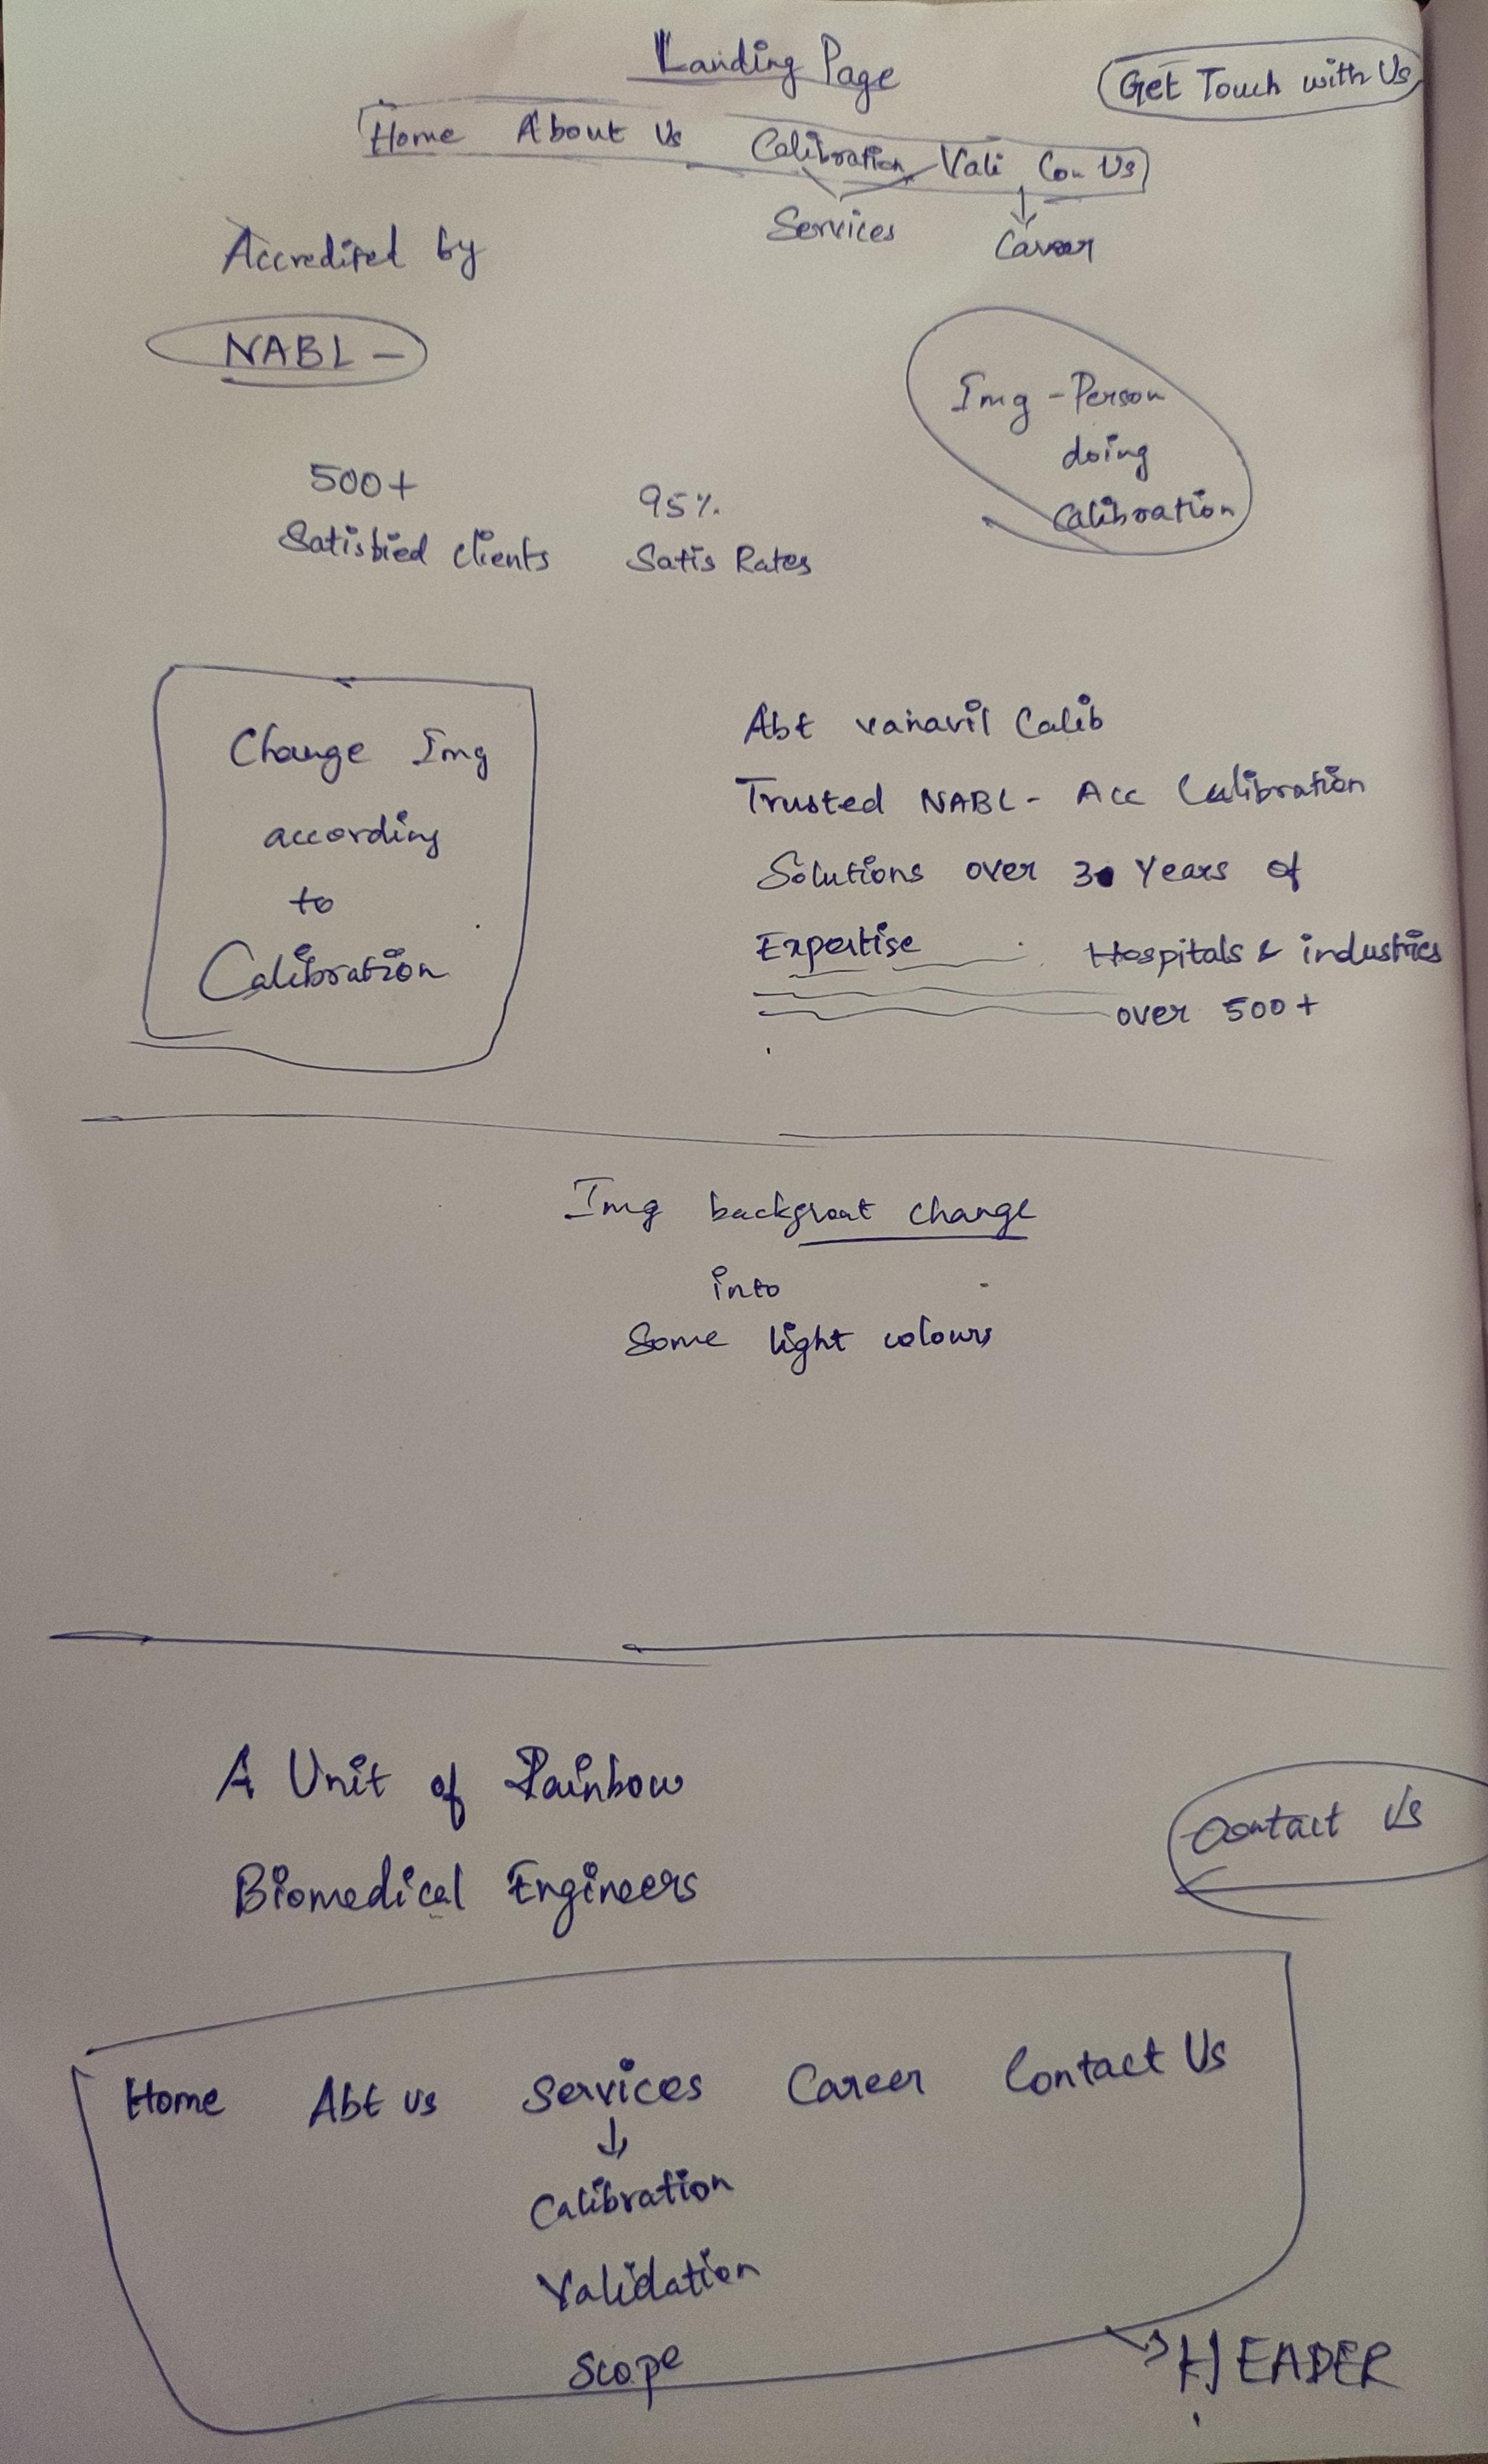 Landing Page
Get Touch with Us
Home About Us Calibration Vali Con Us
Services
Career
Accredited by
NABL -
Img - Person
doing
Calibration
500+
Satisfied clients
95%
Satis Rates
Change Img
according
to
Calibration
Abt vanavil Calib
Trusted NABL - Acc Calibration
Solutions over 30 Years of
Expertise Hospitals & industries
over 500+
Img change
into
Some light colours
A Unit of Rainbow
Biomedical Engineers
Contact Us
Home Abt us Services Career Contact Us
Calibration
Validation
Scope
HEADER